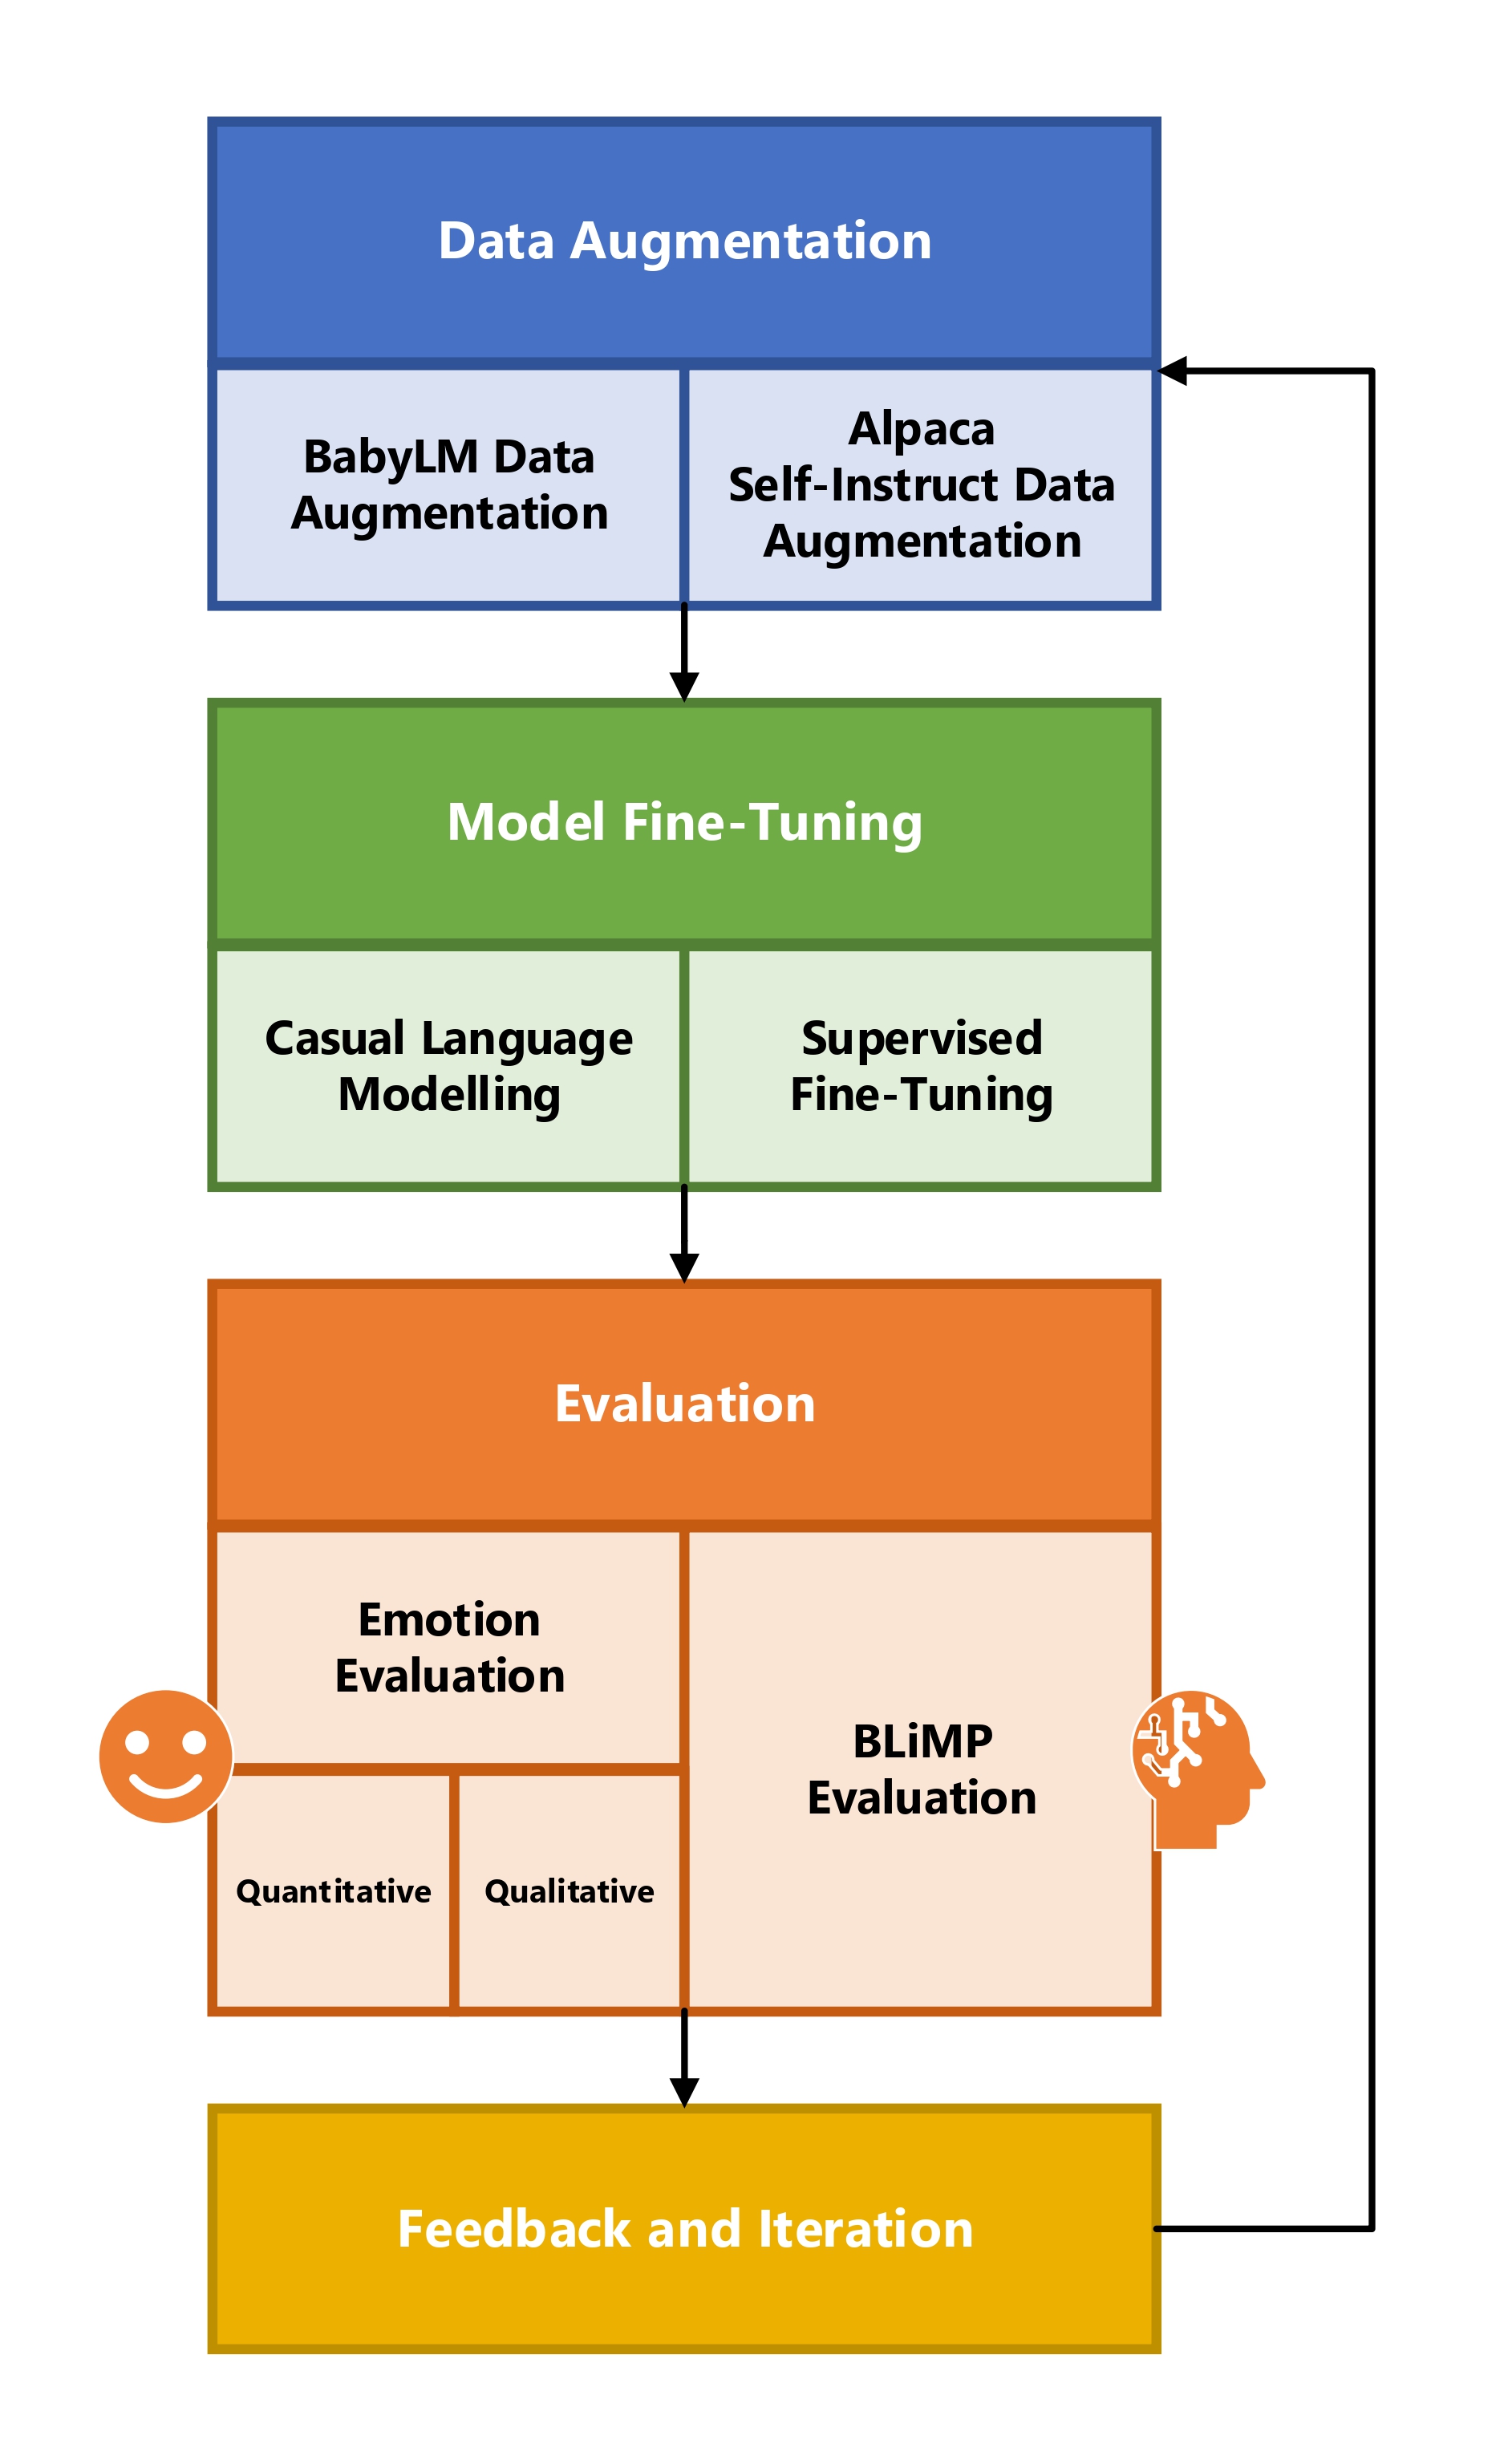 Data Augmentation
BabyLM Data
Augmentation
Alpaca
Self-Instruct Data
Augmentation
Model Fine-Tuning
Casual Language
Modelling
Supervised
Fine-Tuning
Evaluation
Emotion
Evaluation
Quantitative
Qualitative
BLiMP
Evaluation
Feedback and Iteration